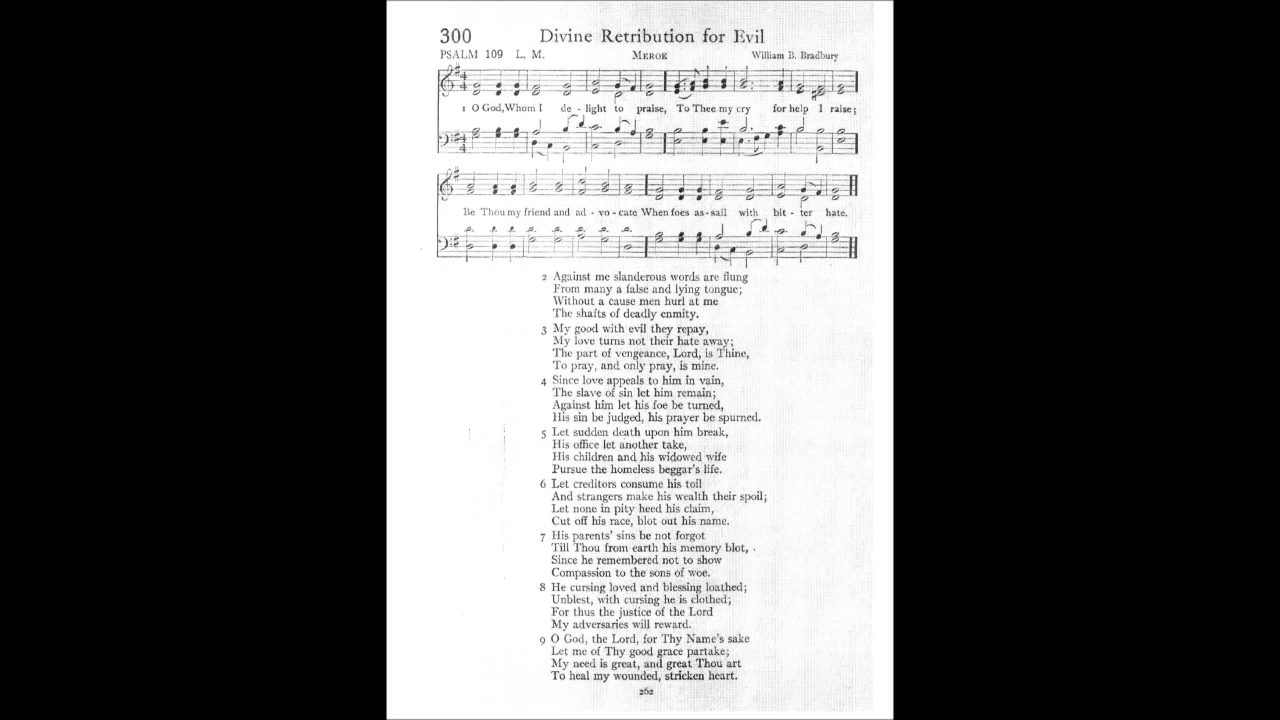 300 Divine Retribution for Evil
PSALM 109 L. M. MEROE William B. Bradbury
1 O God, Whom I de - light to praise, To Thee my cry for help I raise;
Be Thou my friend and ad - vo - cate When foes as - sail with bit - ter hate.
2 Against me slanderous words are flung
From many a false and lying tongue;
Without a cause men hurl at me
The shafts of deadly enmity.
3 My good with evil they repay,
My love turns not their hate away;
The part of vengeance, Lord, is Thine,
To pray, and only pray, is mine.
4 Since love appeals to him in vain,
The slave of sin let him remain;
Against him let his foe be turned,
His sin be judged, his prayer be spurned.
5 Let sudden death upon him break,
His office let another take,
His children and his widowed wife
Pursue the homeless beggar's life.
6 Let creditors consume his toil
And strangers make his wealth their spoil;
Let none in pity heed his claim,
Cut off his race, blot out his name.
7 His parents' sins be not forgot
Till Thou from earth his memory blot,
Since he remembered not to show
Compassion to the sons of woe.
8 He cursing loved and blessing loathed;
Unblest, with cursing he is clothed;
For thus the justice of the Lord
My adversaries will reward.
9 O God, the Lord, for Thy Name's sake
Let me of Thy good grace partake;
My need is great, and great Thou art
To heal my wounded, stricken heart.
262